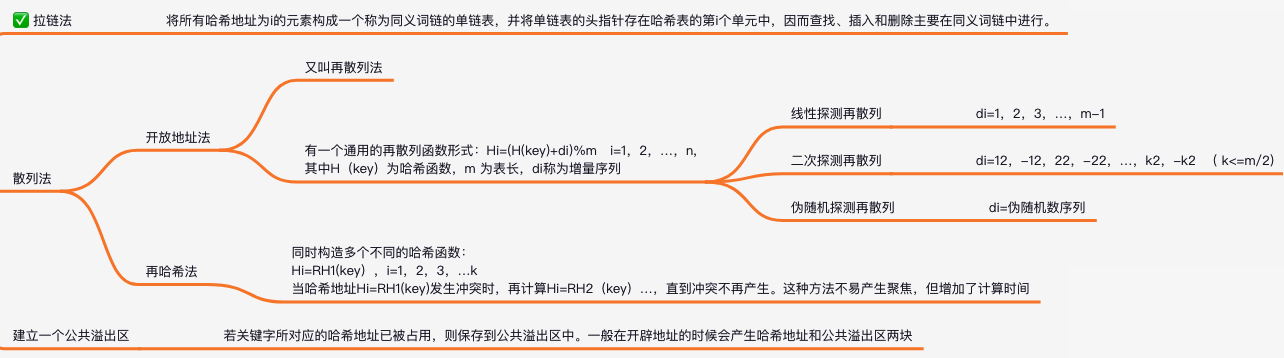 ✅ 拉链法
将所有哈希地址为i的元素构成一个称为同义词链的单链表，并将单链表的头指针存在哈希表的第i个单元中，因而查找、插入和删除主要在同义词链中进行。
散列法
开放地址法
又叫再散列法
有一个通用的再散列函数形式：Hi=(H(key)+di)%m i=1，2，…，n，
其中H（key）为哈希函数，m 为表长，di称为增量序列
线性探测再散列
di=1，2，3，…，m-1
二次探测再散列
di=12，-12，22，-22，…，k2，-k2 （ k<=m/2）
伪随机探测再散列
di=伪随机数序列
再哈希法
同时构造多个不同的哈希函数：
Hi=RH1(key) ，i=1，2，3，…k
当哈希地址Hi=RH1(key)发生冲突时，再计算Hi=RH2（key）…，直到冲突不再产生。这种方法不易产生聚焦，但增加了计算时间
建立一个公共溢出区
若关键字所对应的哈希地址已被占用，则保存到公共溢出区中。一般在开辟地址的时候会产生哈希地址和公共溢出区两块